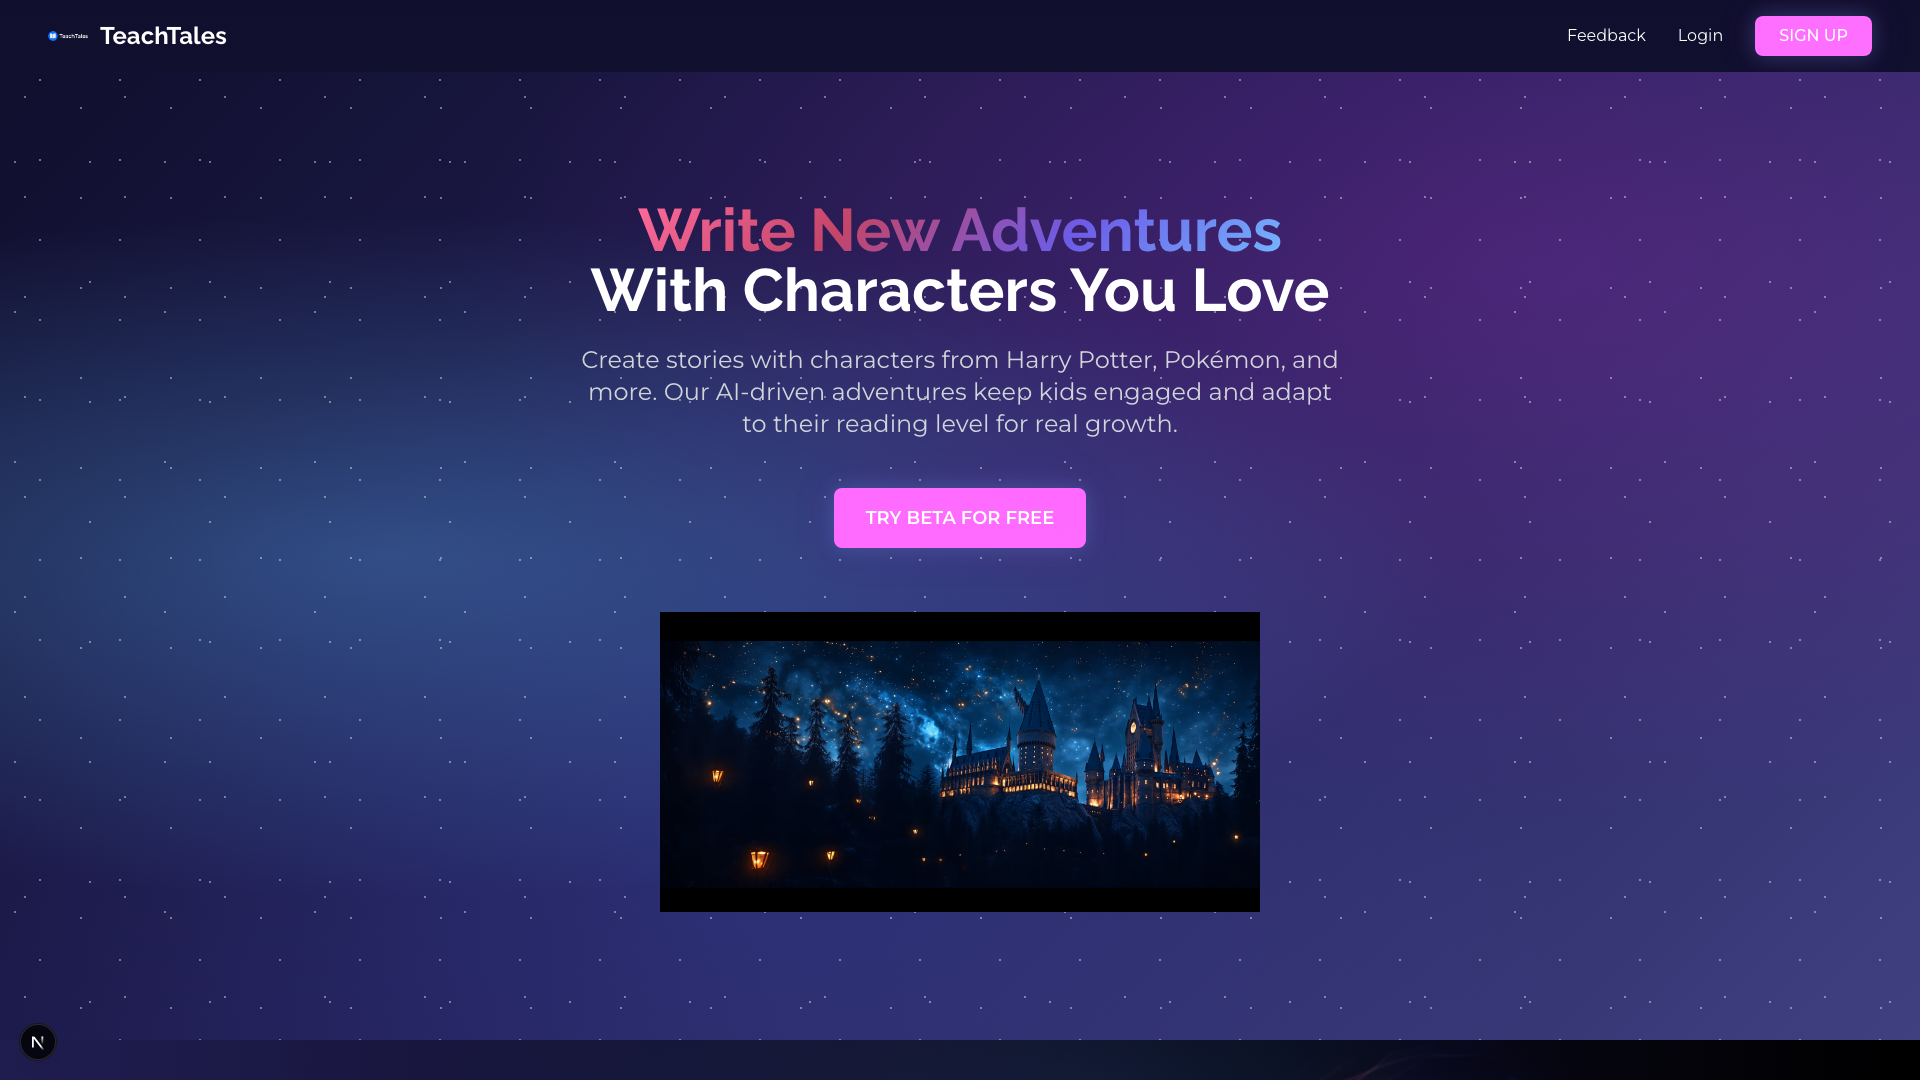 TeachTales
TeachTales
Feedback
Login
SIGN UP
Write New Adventures
With Characters You Love
Create stories with characters from Harry Potter, Pokémon, and
more. Our AI-driven adventures keep kids engaged and adapt
to their reading level for real growth.
TRY BETA FOR FREE
N